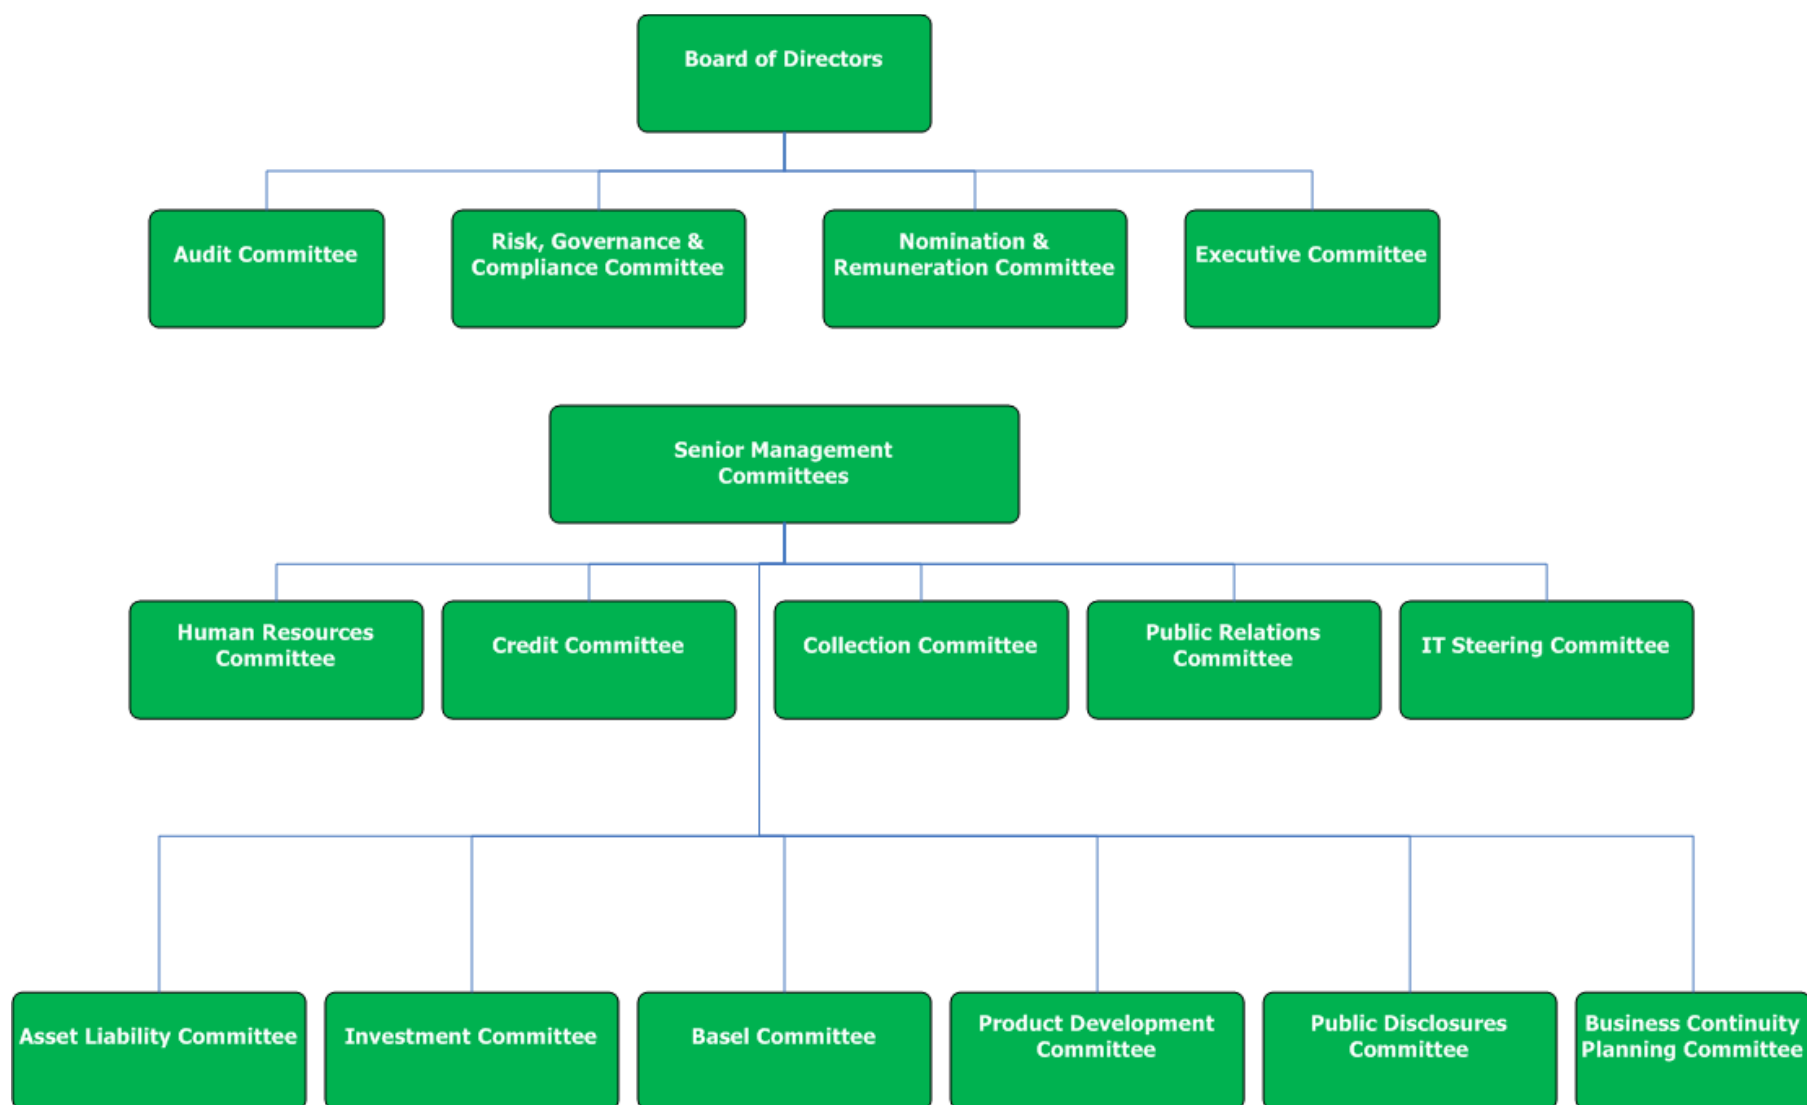 Board of Directors
Audit Committee
Risk, Governance &
Compliance Committee
Nomination &
Remuneration Committee
Executive Committee
Senior Management
Committees
Human Resources
Committee
Credit Committee
Collection Committee
Public Relations
Committee
IT Steering Committee
Asset Liability Committee
Investment Committee
Basel Committee
Product Development
Committee
Public Disclosures
Committee
Business Continuity
Planning Committee